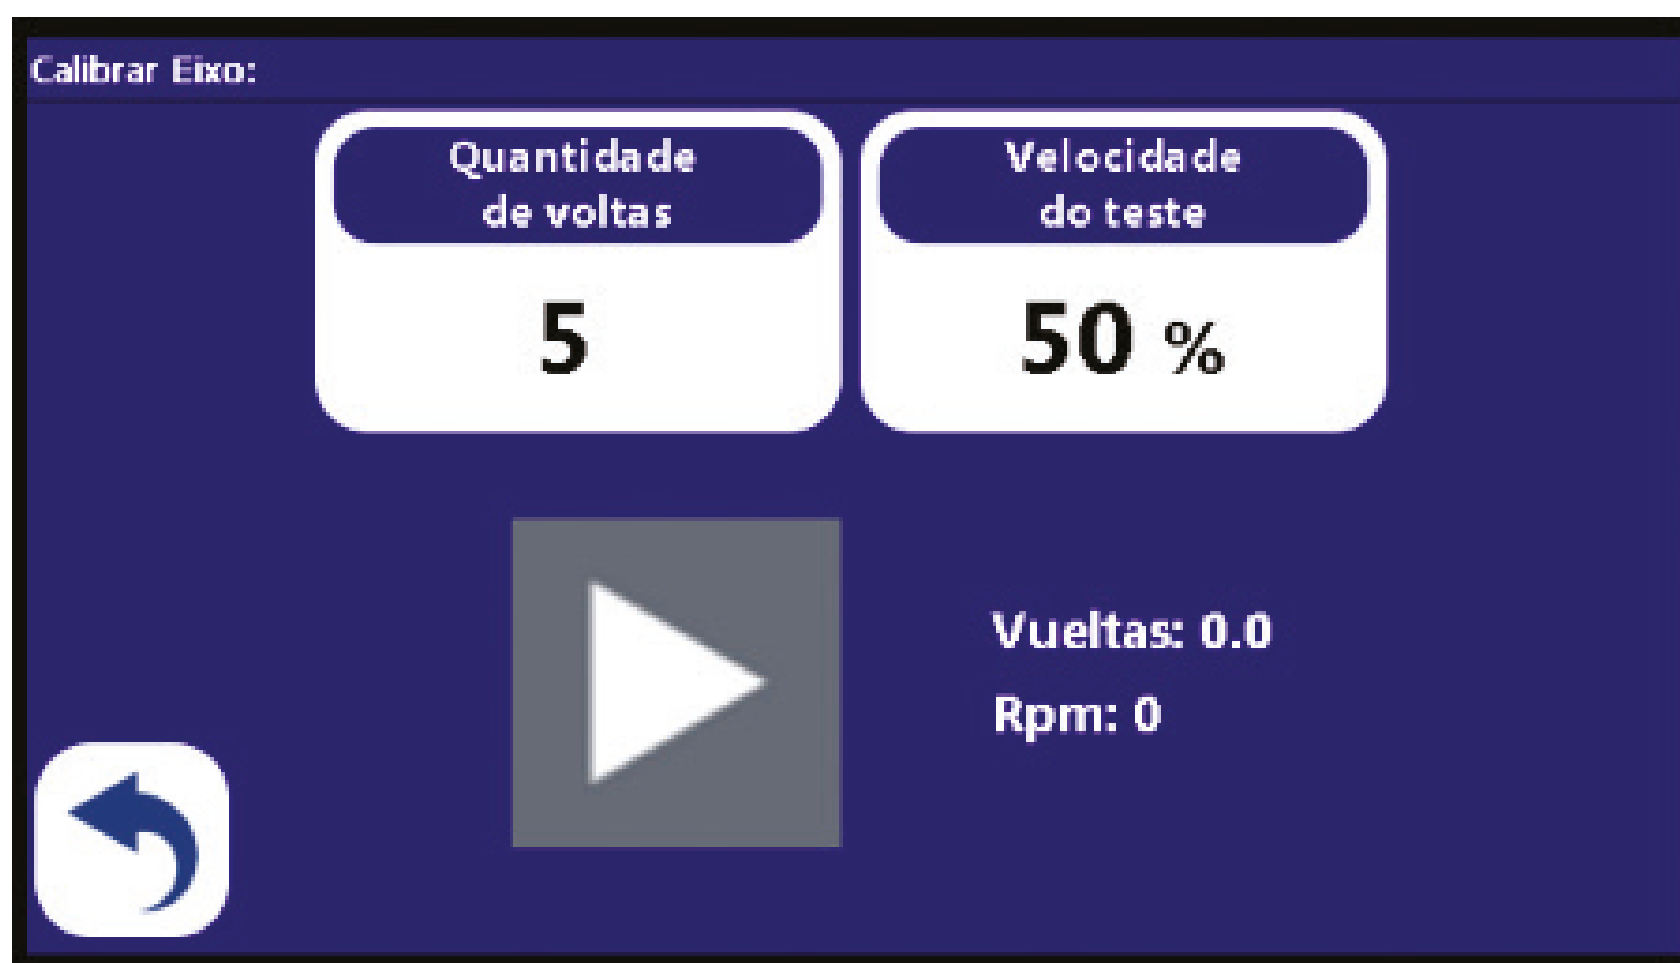 Calibrar Eixo:
Quantidade
de voltas
Velocidade
do teste
5
50 %
Vueltas: 0.0
Rpm: 0